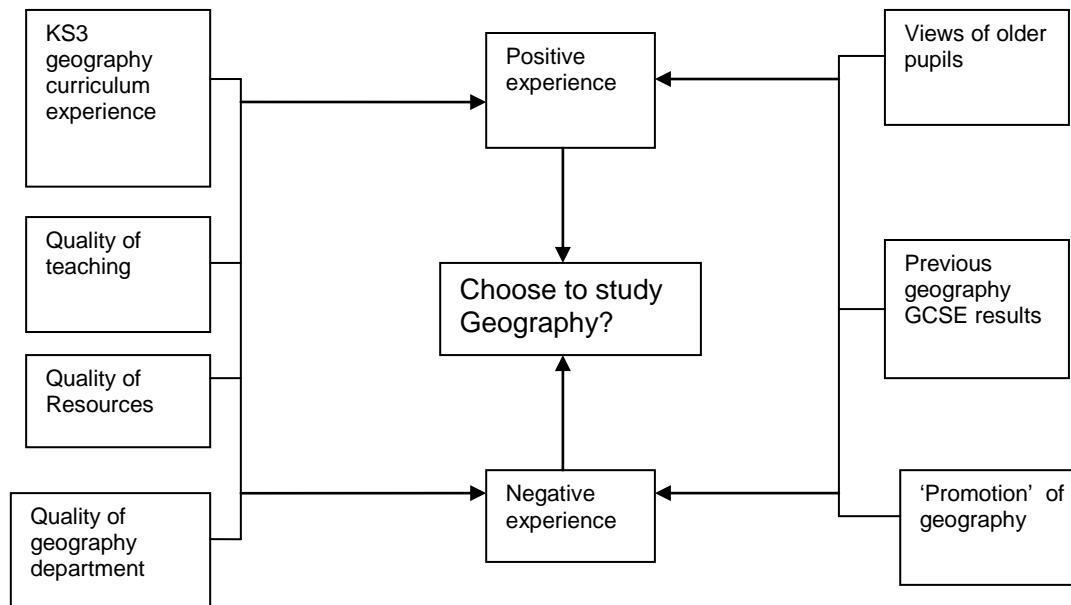 KS3
geography
curriculum
experience
Quality of
teaching
Quality of
Resources
Quality of
geography
department
Positive
experience
Choose to study
Geography?
Negative
experience
Views of older
pupils
Previous
geography
GCSE results
‘Promotion’ of
geography